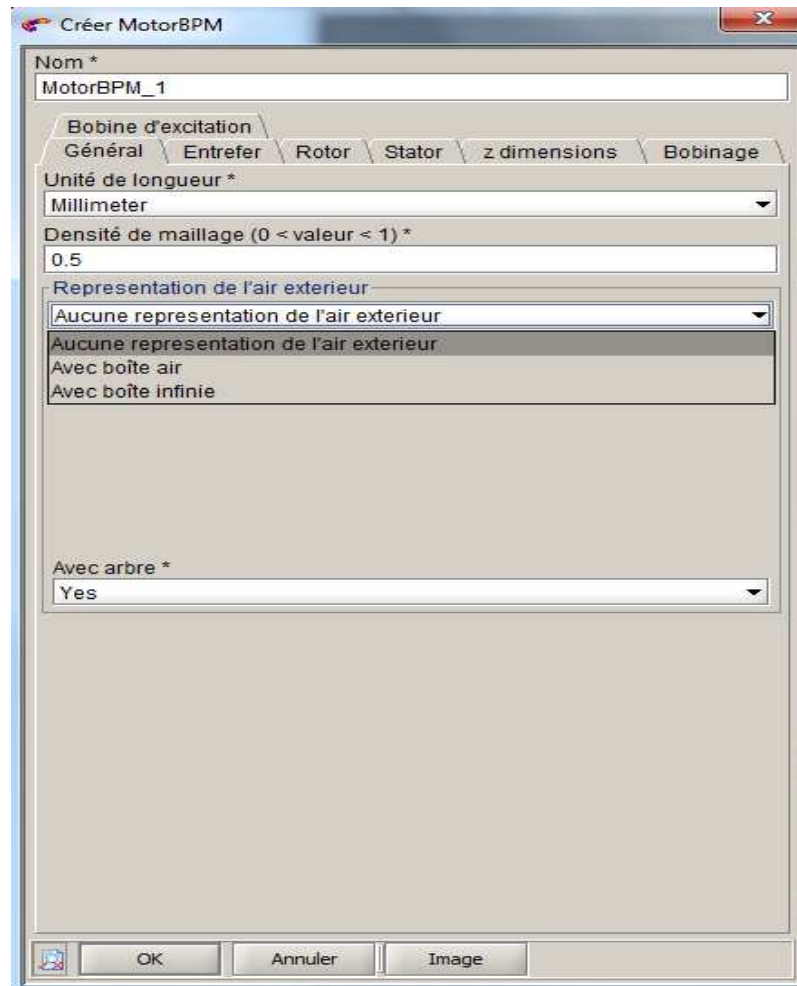 Créer MotorBPM
Nom *
MotorBPM_1
Bobine d'excitation
Général Entrefer Rotor Stator z dimensions Bobinage
Unité de longueur *
Millimeter
Densité de maillage (0 < valeur < 1) *
0.5
Representation de l'air exterieur
Aucune representation de l'air exterieur
Aucune representation de l'air exterieur
Avec boîte air
Avec boîte infinie
Avec arbre *
Yes
OK Annuler Image